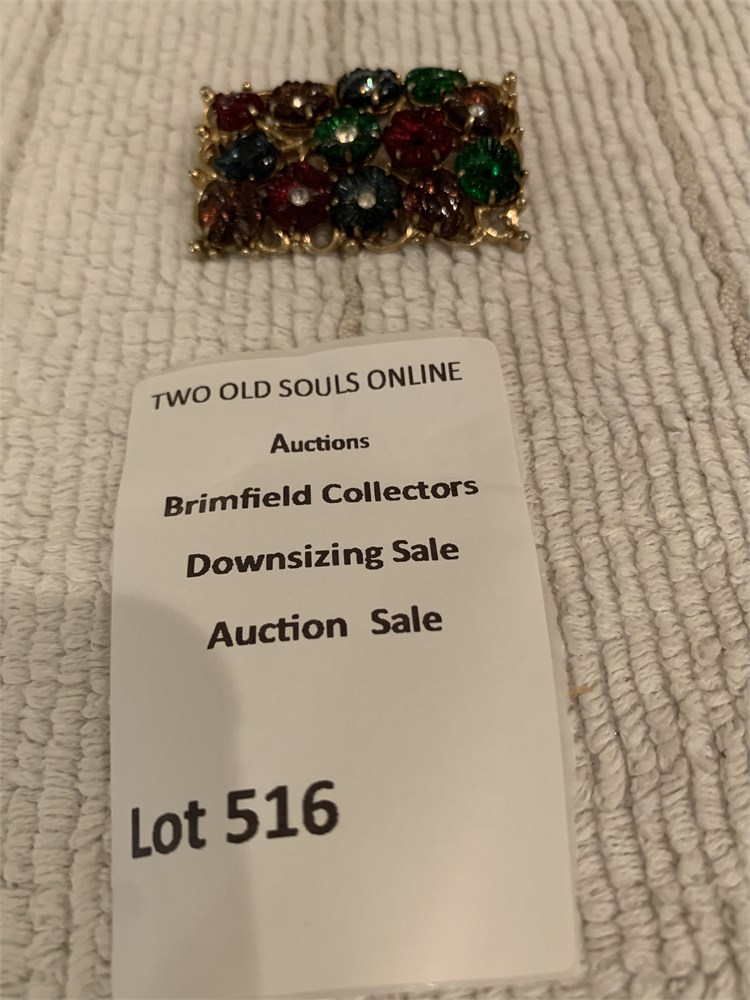 TWO OLD SOULS ONLINE
Auctions
Brimfield Collectors
Downsizing Sale
Auction Sale
Lot 516